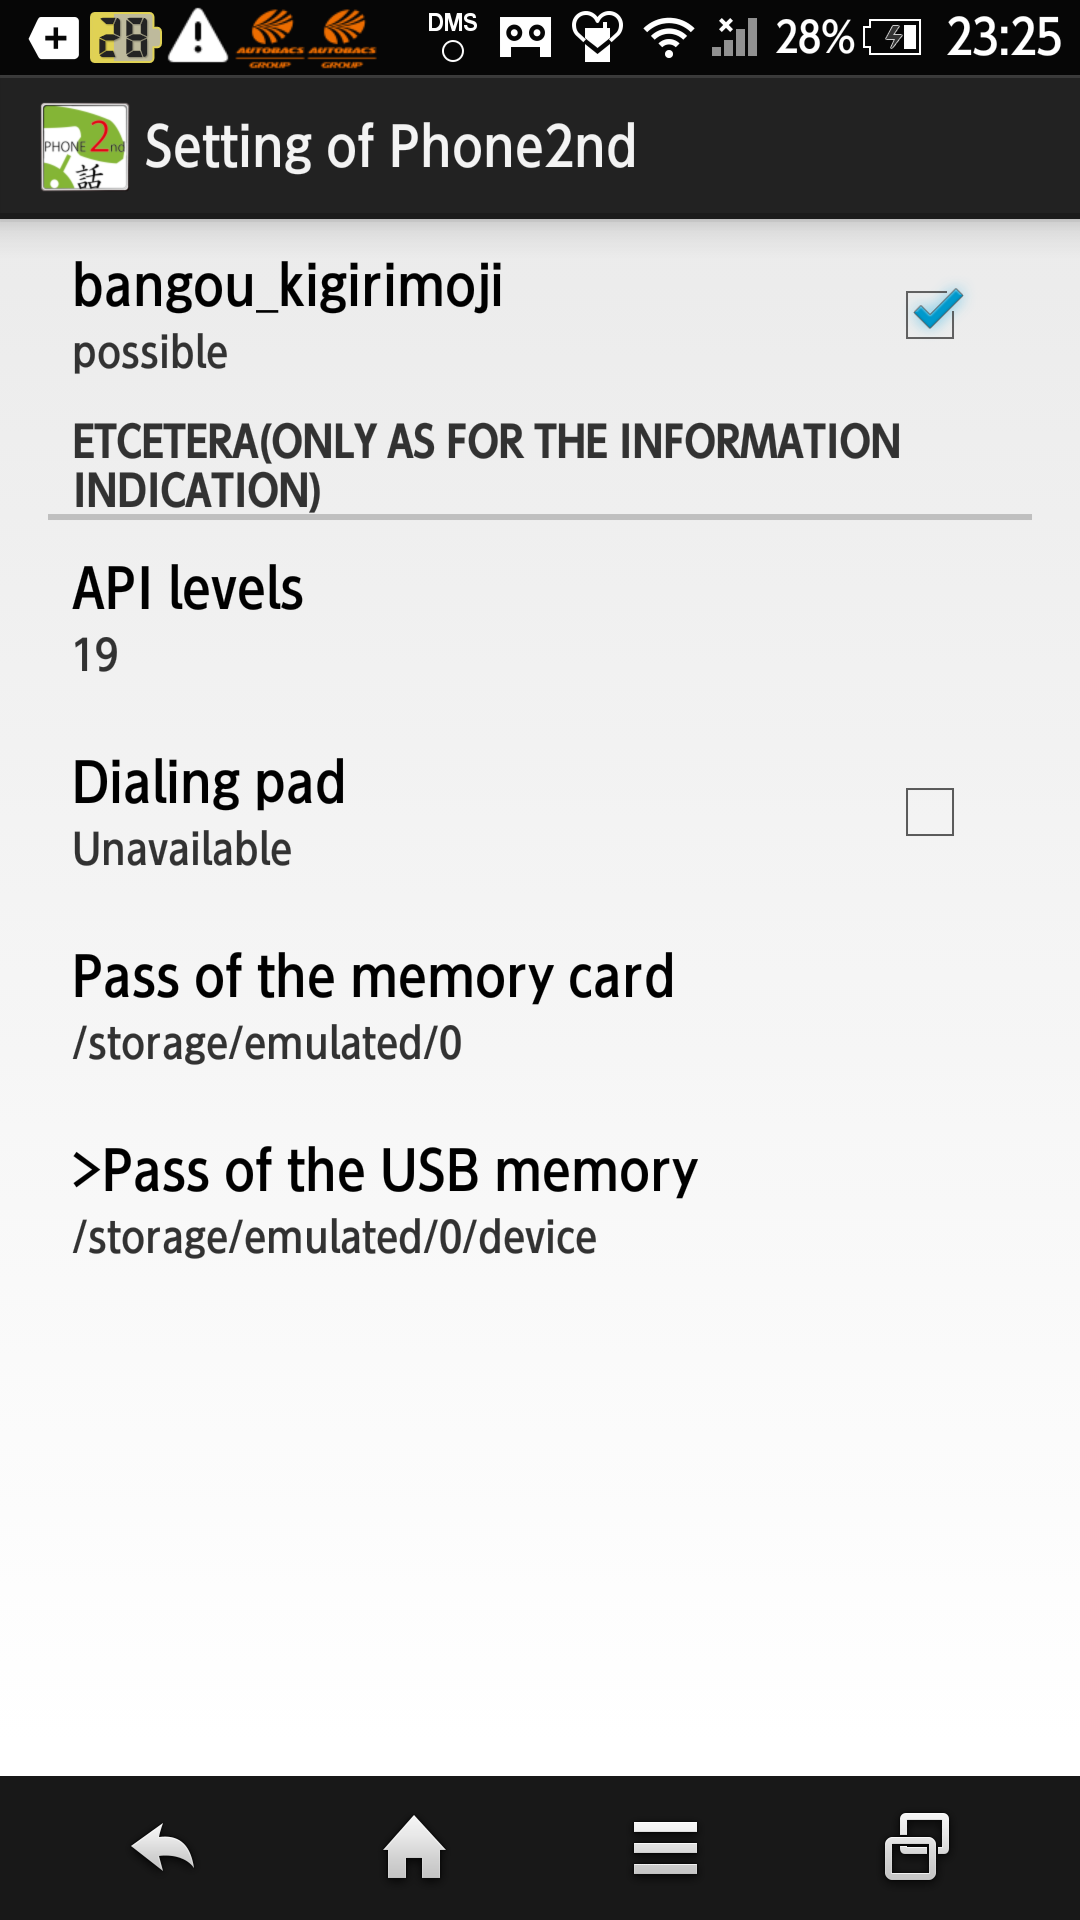 28 AUTOBACS GROUP AUTOBACS GROUP DMS 28% 23:25
PHONE 2nd 話 Setting of Phone2nd
bangou_kigirimoji
possible
ETCETERA(ONLY AS FOR THE INFORMATION
INDICATION)
API levels
19
Dialing pad
Unavailable
Pass of the memory card
/storage/emulated/0
>Pass of the USB memory
/storage/emulated/0/device